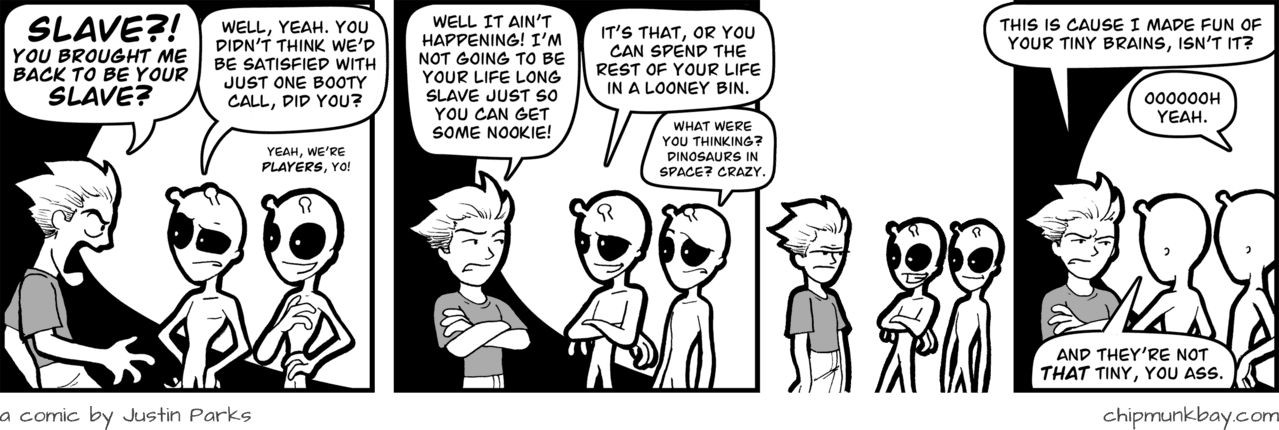 SLAVE?!
YOU BROUGHT ME
BACK TO BE YOUR
SLAVE?
WELL, YEAH. YOU
DIDN'T THINK WE'D
BE SATISFIED WITH
JUST ONE BOOTY
CALL, DID YOU?
YEAH, WE'RE
PLAYERS, YO!
WELL IT AIN'T
HAPPENING! I'M
NOT GOING TO BE
YOUR LIFE LONG
SLAVE JUST SO
YOU CAN GET
SOME NOOKIE!
IT'S THAT, OR YOU
CAN SPEND THE
REST OF YOUR LIFE
IN A LOONEY BIN.
WHAT WERE
YOU THINKING?
DINOSAURS IN
SPACE? CRAZY.
THIS IS CAUSE I MADE FUN OF
YOUR TINY BRAINS, ISN'T IT?
OOOOOOH
YEAH.
AND THEY'RE NOT
THAT TINY, YOU ASS.
a comic by Justin Parks
chipmunkbay.com